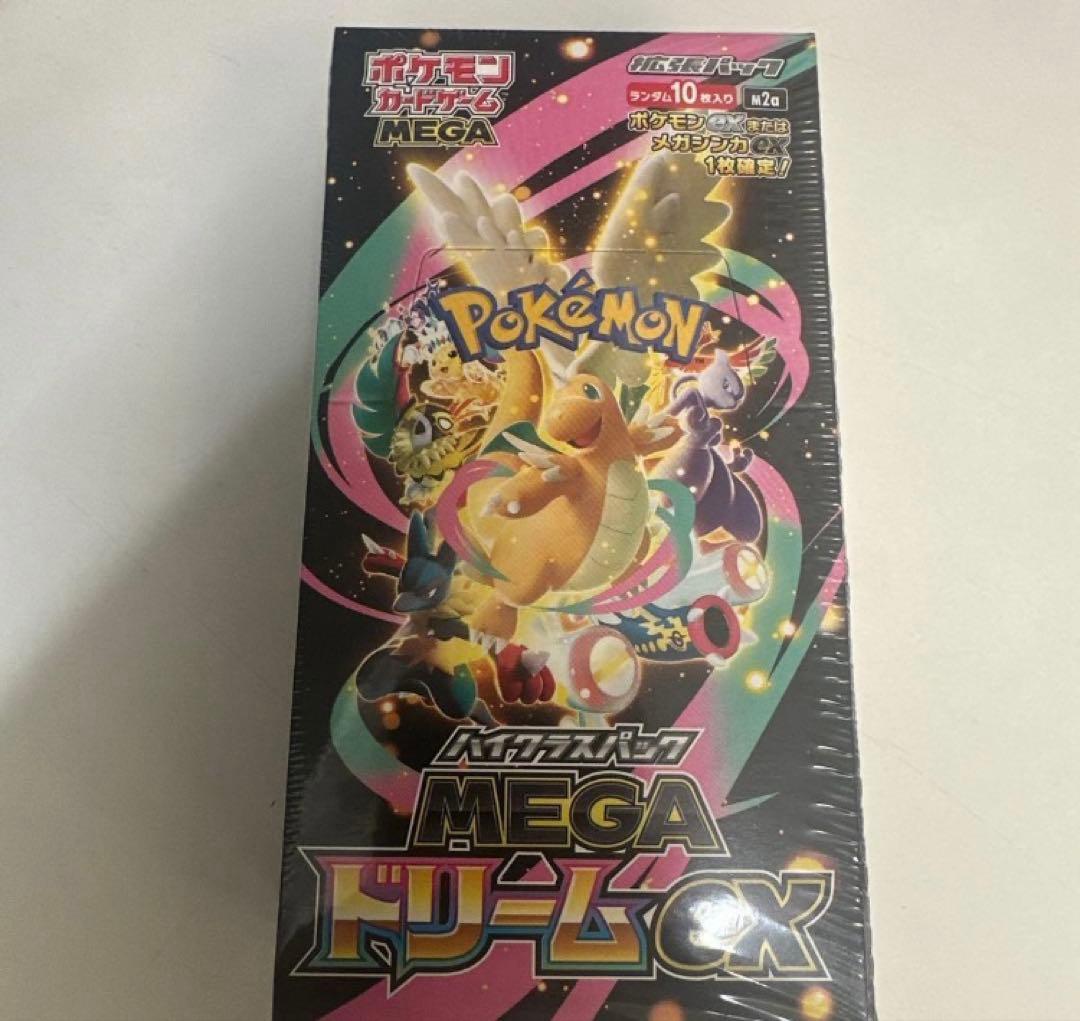 ポケモン
カードゲーム
MEGA
拡張パック
ランダム10枚入り
M2a
ポケモンexまたは
メガシンカex
1枚確定!
POKéMON
TM
ハイクラスパック
MEGA
ドリームex